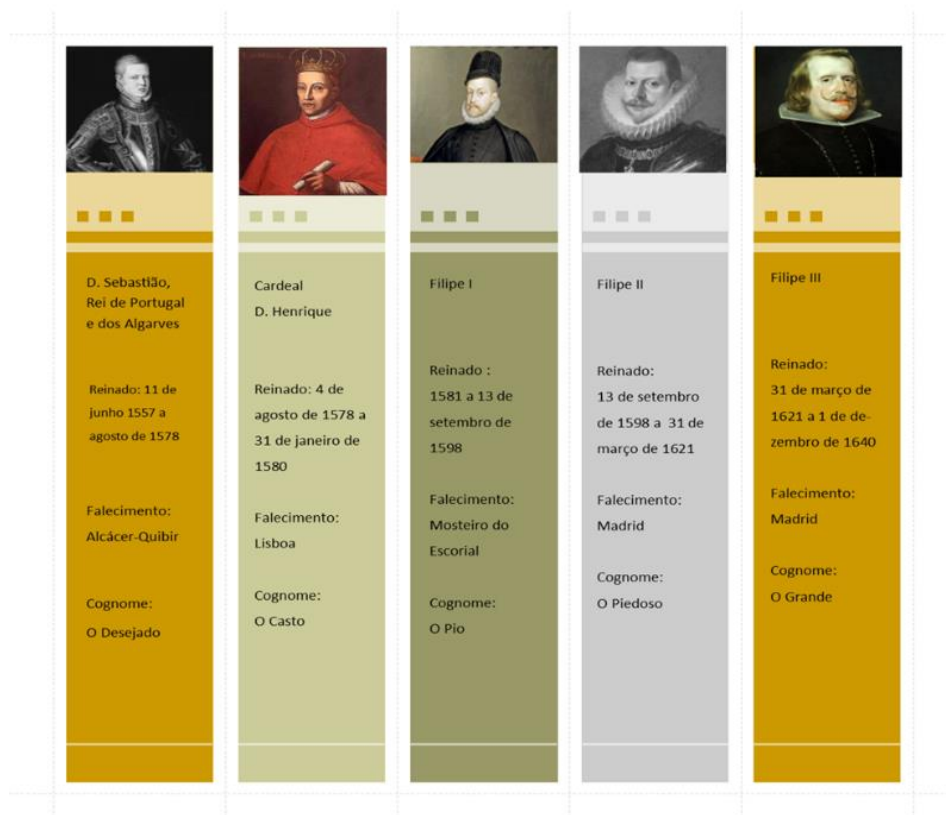 D. Sebastião,
Rei de Portugal
e dos Algarves
Reinado: 11 de
junho 1557 a
agosto de 1578
Falecimento:
Alcácer-Quibir
Cognome:
O Desejado
Cardeal
D. Henrique
Reinado: 4 de
agosto de 1578 a
31 de janeiro de
1580
Falecimento:
Lisboa
Cognome:
O Casto
Filipe I
Reinado :
1581 a 13 de
setembro de
1598
Falecimento:
Mosteiro do
Escorial
Cognome:
O Pio
Filipe II
Reinado:
13 de setembro
de 1598 a 31 de
março de 1621
Falecimento:
Madrid
Cognome:
O Piedoso
Filipe III
Reinado:
31 de março de
1621 a 1 de de-
zembro de 1640
Falecimento:
Madrid
Cognome:
O Grande